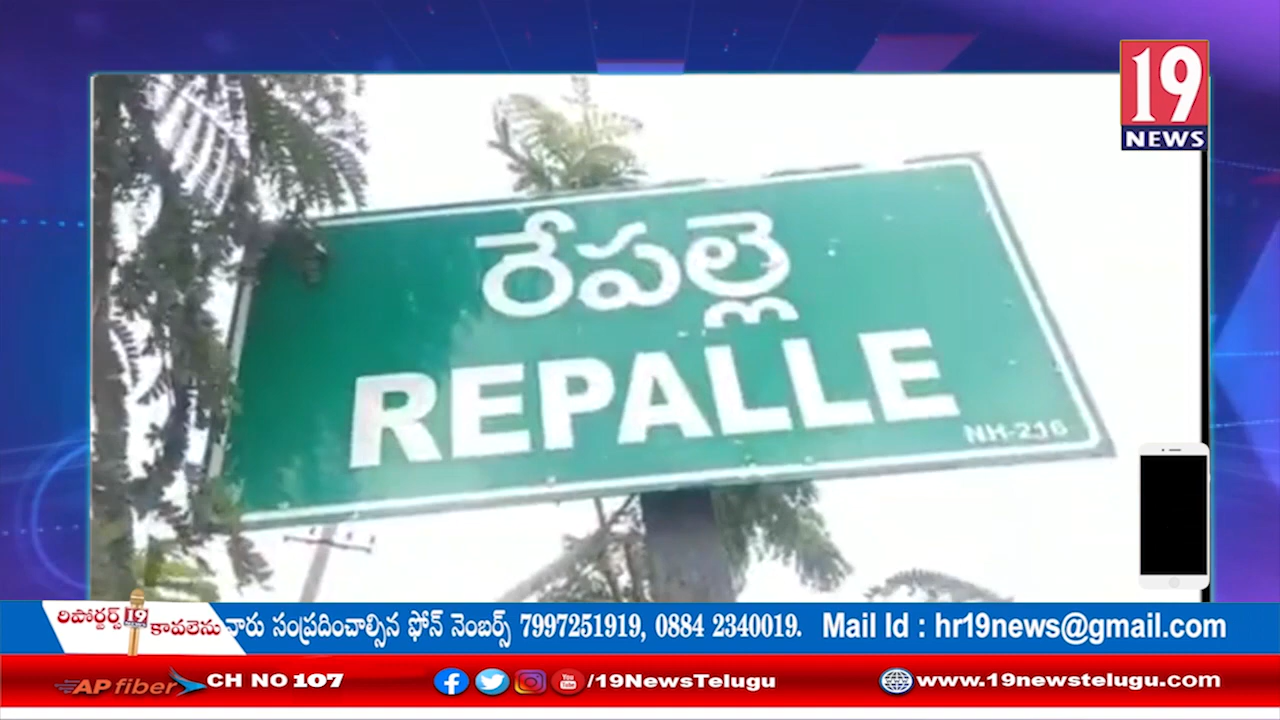 19
NEWS
రేపల్లె
REPALLE
NH-216
రిపోర్టర్స్ 19 కావలెను
వారు సంప్రదించాల్సిన ఫోన్ నెంబర్స్ 7997251919, 0884 2340019. Mail Id : hr19news@gmail.com
AP fiber CH NO 107 /19NewsTelugu www.19newstelugu.com